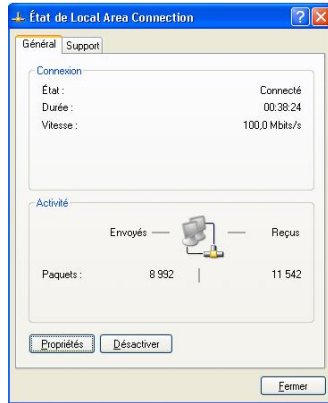 État de Local Area Connection
Général Support
Connexion
État : Connecté
Durée : 00:38:24
Vitesse : 100,0 Mbits/s
Activité
Envoyés — — Reçus
Paquets : 8 992 | 11 542
Propriétés Désactiver
Fermer